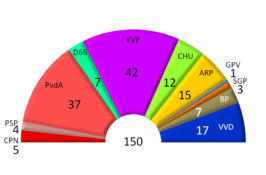 KVP
42
D66
7
CHU
12
PvdA
37
ARP
15
GPV
1
SGP
3
BP
7
PSP
4
CPN
5
VVD
17
150